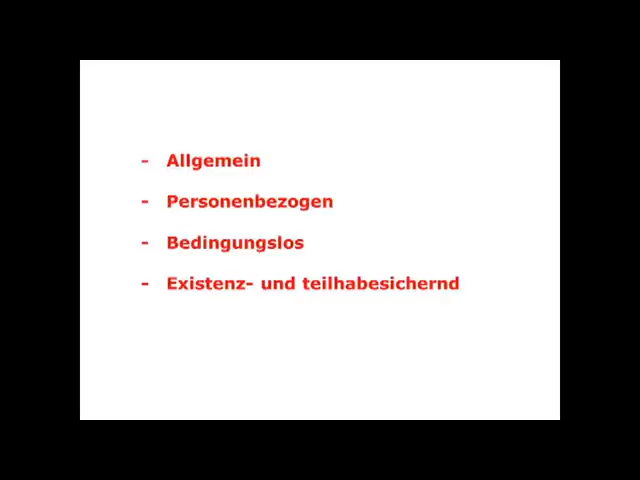 - Allgemein
- Personenbezogen
- Bedingungslos
- Existenz- und teilhabesichernd